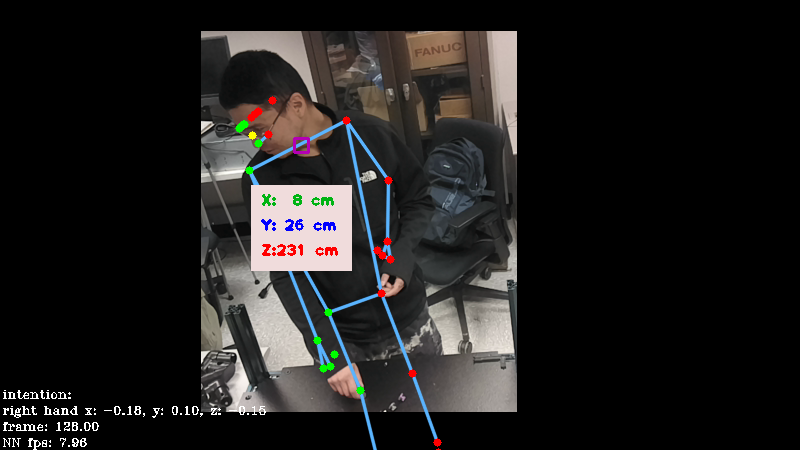 FANUC
X: 8 cm
Y: 26 cm
Z:231 cm
intention:
right hand x: -0.18, y: 0.10, z: -0.15
frame: 128.00
NN fps: 7.96